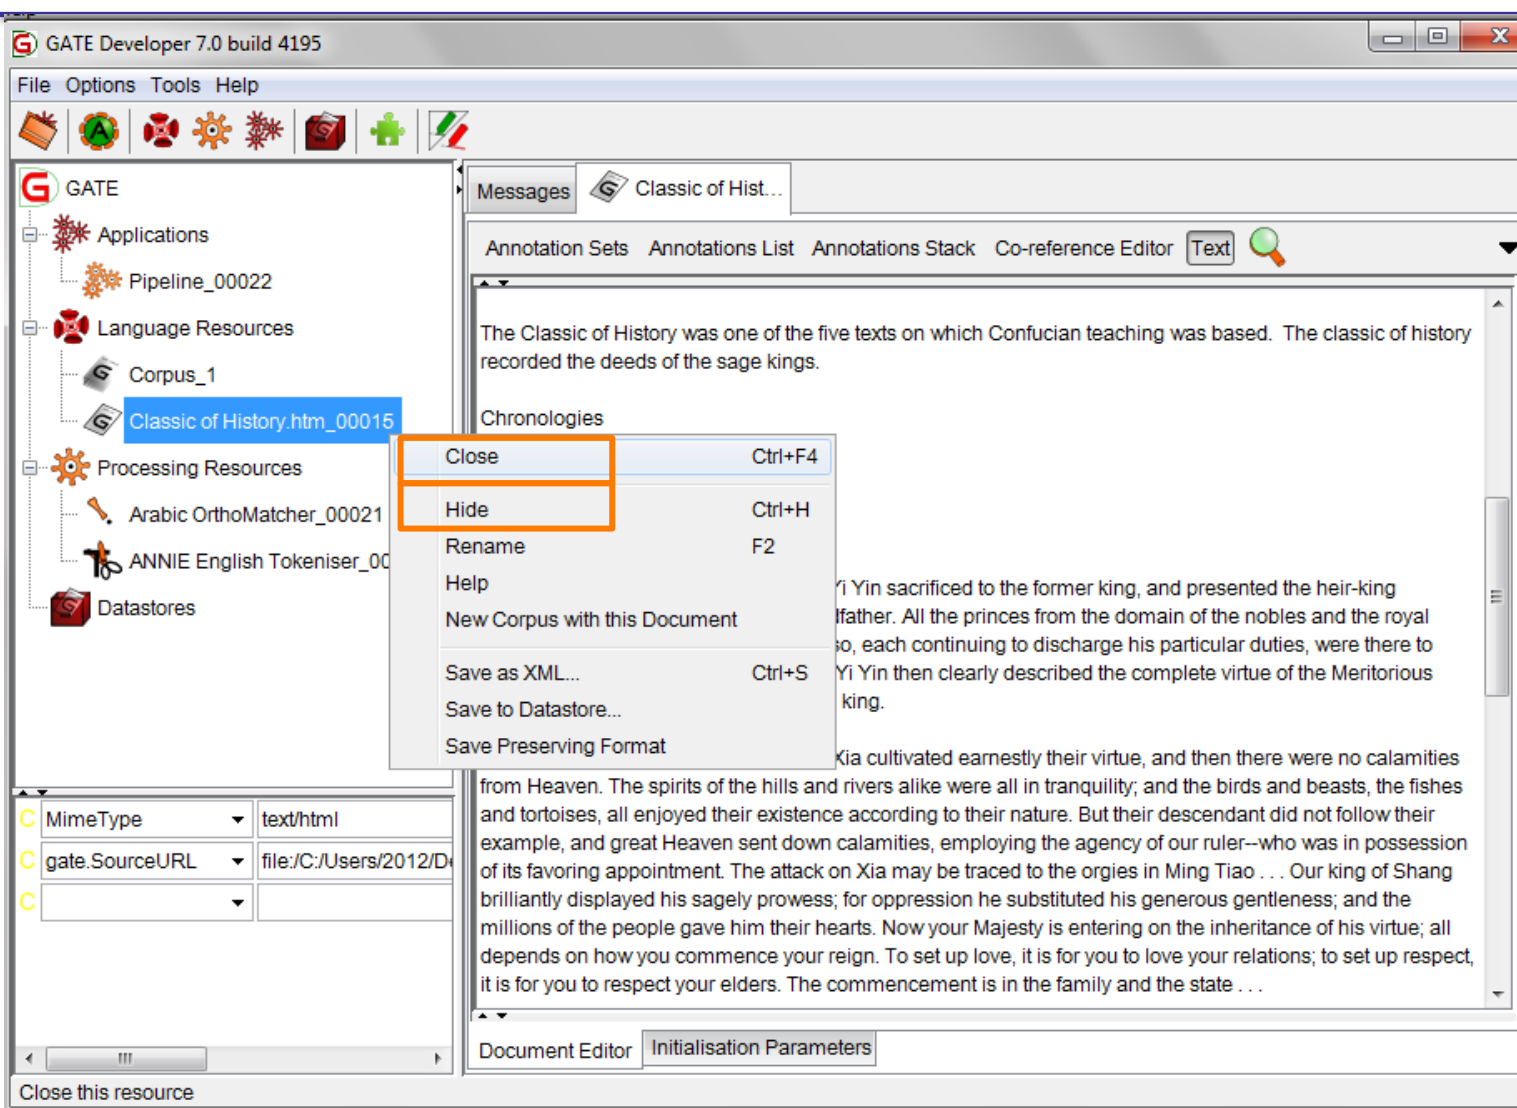 GATE Developer 7.0 build 4195
File Options Tools Help
GATE
Applications
Pipeline_00022
Language Resources
Corpus_1
Classic of History.htm_00015
Processing Resources
Arabic OrthoMatcher_00021
ANNIE English Tokeniser_00
Datastores
Close Ctrl+F4
Hide Ctrl+H
Rename F2
Help
New Corpus with this Document
Save as XML... Ctrl+S
Save to Datastore...
Save Preserving Format
MimeType text/html
gate.SourceURL file:/C:/Users/2012/D
Messages Classic of Hist...
Annotation Sets Annotations List Annotations Stack Co-reference Editor Text
The Classic of History was one of the five texts on which Confucian teaching was based. The classic of history
recorded the deeds of the sage kings.
Chronologies
Yi Yin sacrificed to the former king, and presented the heir-king
father. All the princes from the domain of the nobles and the royal
so, each continuing to discharge his particular duties, were there to
Yi Yin then clearly described the complete virtue of the Meritorious
king.
Xia cultivated earnestly their virtue, and then there were no calamities
from Heaven. The spirits of the hills and rivers alike were all in tranquility; and the birds and beasts, the fishes
and tortoises, all enjoyed their existence according to their nature. But their descendant did not follow their
example, and great Heaven sent down calamities, employing the agency of our ruler--who was in possession
of its favoring appointment. The attack on Xia may be traced to the orgies in Ming Tiao . . . Our king of Shang
brilliantly displayed his sagely prowess; for oppression he substituted his generous gentleness; and the
millions of the people gave him their hearts. Now your Majesty is entering on the inheritance of his virtue; all
depends on how you commence your reign. To set up love, it is for you to love your relations; to set up respect,
it is for you to respect your elders. The commencement is in the family and the state . . .
Document Editor Initialisation Parameters
Close this resource